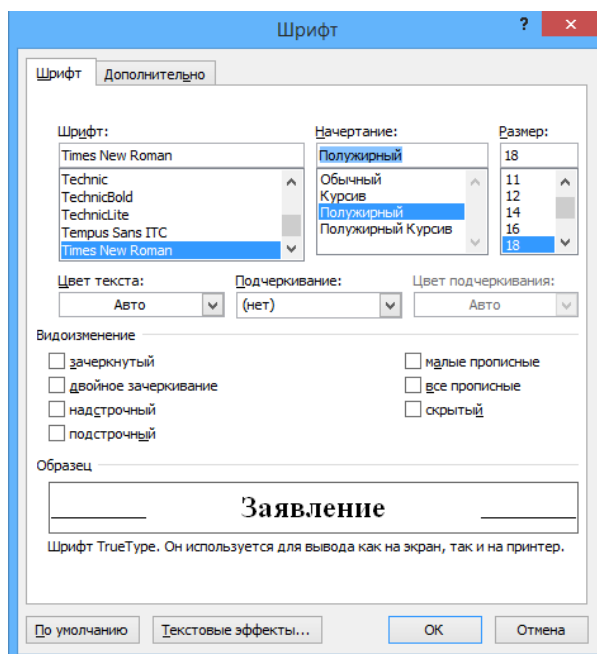 Шрифт ? ×
Шрифт Дополнительно
Шрифт: Начертание: Размер:
Times New Roman Полужирный 18
Technic Обычный 11
TechnicBold Курсив 12
TechnicLite Полужирный 14
Tempus Sans ITC Полужирный Курсив 16
Times New Roman 18
Цвет текста: Подчеркивание: Цвет подчеркивания:
Авто (нет) Авто
Видоизменение
зачеркнутый малые прописные
двойное зачеркивание все прописные
надстрочный скрытый
подстрочный
Образец
Заявление
Шрифт TrueType. Он используется для вывода как на экран, так и на принтер.
По умолчанию Текстовые эффекты... ОК Отмена